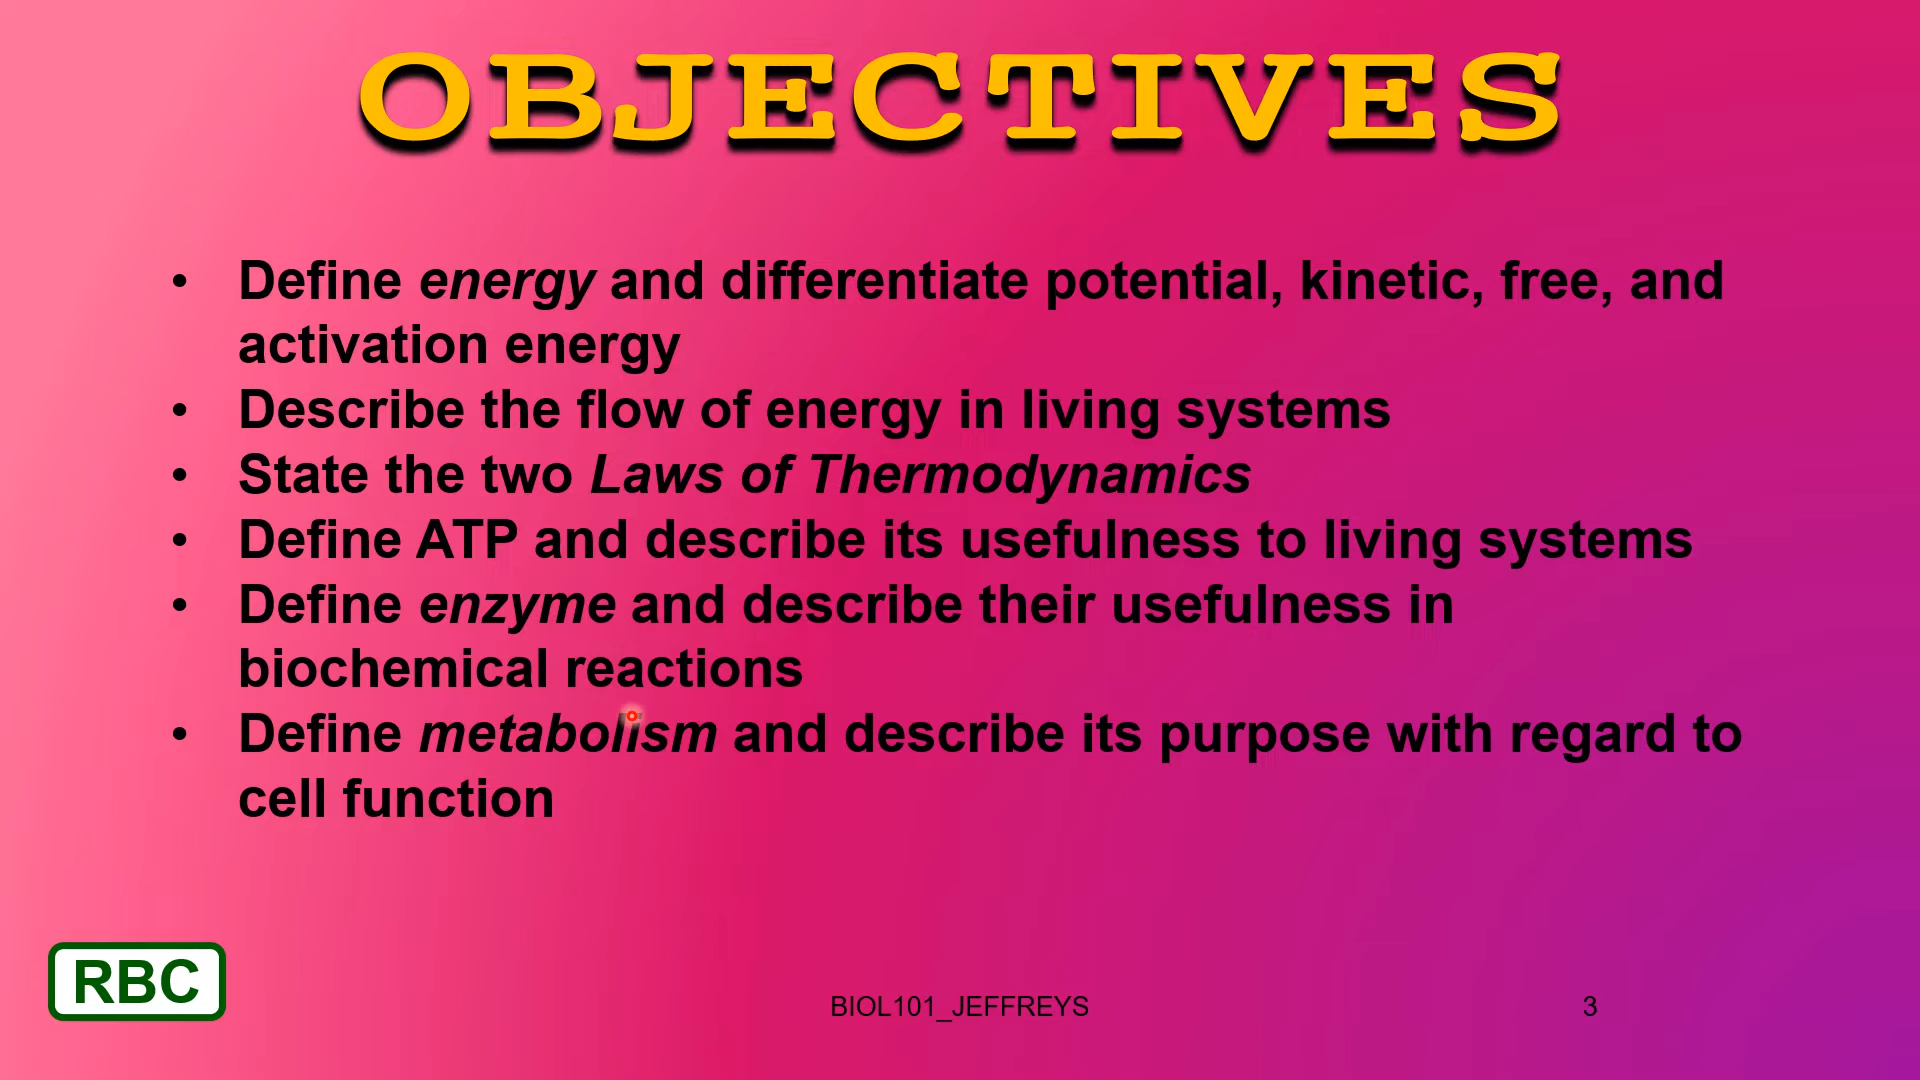 OBJECTIVES
• Define energy and differentiate potential, kinetic, free, and
activation energy
• Describe the flow of energy in living systems
• State the two Laws of Thermodynamics
• Define ATP and describe its usefulness to living systems
• Define enzyme and describe their usefulness in
biochemical reactions
• Define metabolism and describe its purpose with regard to
cell function
RBC
BIOL101_JEFFREYS
3